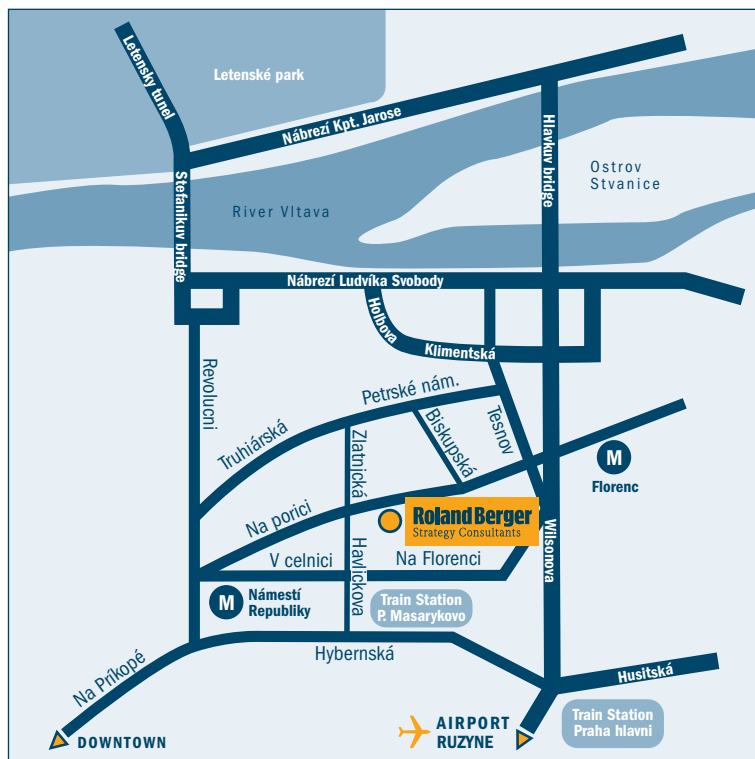 Letensky tunel
Letenské park
Nábrezí Kpt. Jarose
Hlavkuv bridge
Ostrov
Stvanice
Stefanikuv bridge
River Vltava
Nábrezí Ludvíka Svobody
Holbova
Klimentská
Revolucni
Petrské nám.
Truhiárská
Zlatnická
Biskupská
Tesnov
M
Florenc
Na porici
Roland Berger
Strategy Consultants
Wilsonova
V celnici
Havlickova
Na Florenci
M
Námestí
Republiky
Train Station
P. Masarykovo
Hybernská
Na Príkopé
Husitská
Train Station
Praha hlavni
AIRPORT
RUZYNE
DOWNTOWN